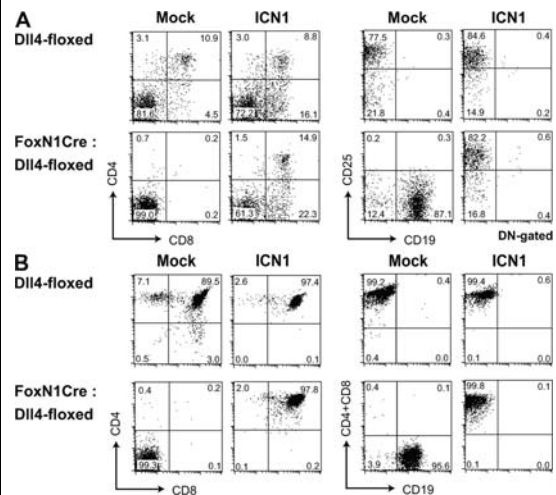 A
Mock ICN1 Mock ICN1
Dll4-floxed
3.1 10.9 3.0 8.8 77.5 0.3 84.6 0.3
81.6 4.5 72.2 16.1 21.8 0.4 14.9 0.2
FoxN1Cre :
Dll4-floxed
0.7 0.2 1.5 14.9 0.2 0.3 82.2 0.6
99.0 0.2 61.3 22.3 12.4 87.1 16.8 0.4
CD4
CD8
CD25
CD19
DN-gated
B
Mock ICN1 Mock ICN1
Dll4-floxed
7.1 89.5 2.6 97.4 99.2 0.4 99.4 0.6
0.5 3.0 0.0 0.1 0.4 0.0 0.1 0.0
FoxN1Cre :
Dll4-floxed
0.4 0.2 2.0 97.8 0.4 0.1 99.8 0.1
99.3 0.1 0.1 0.2 3.9 95.6 0.1 0.0
CD4
CD8
CD4+CD8
CD19